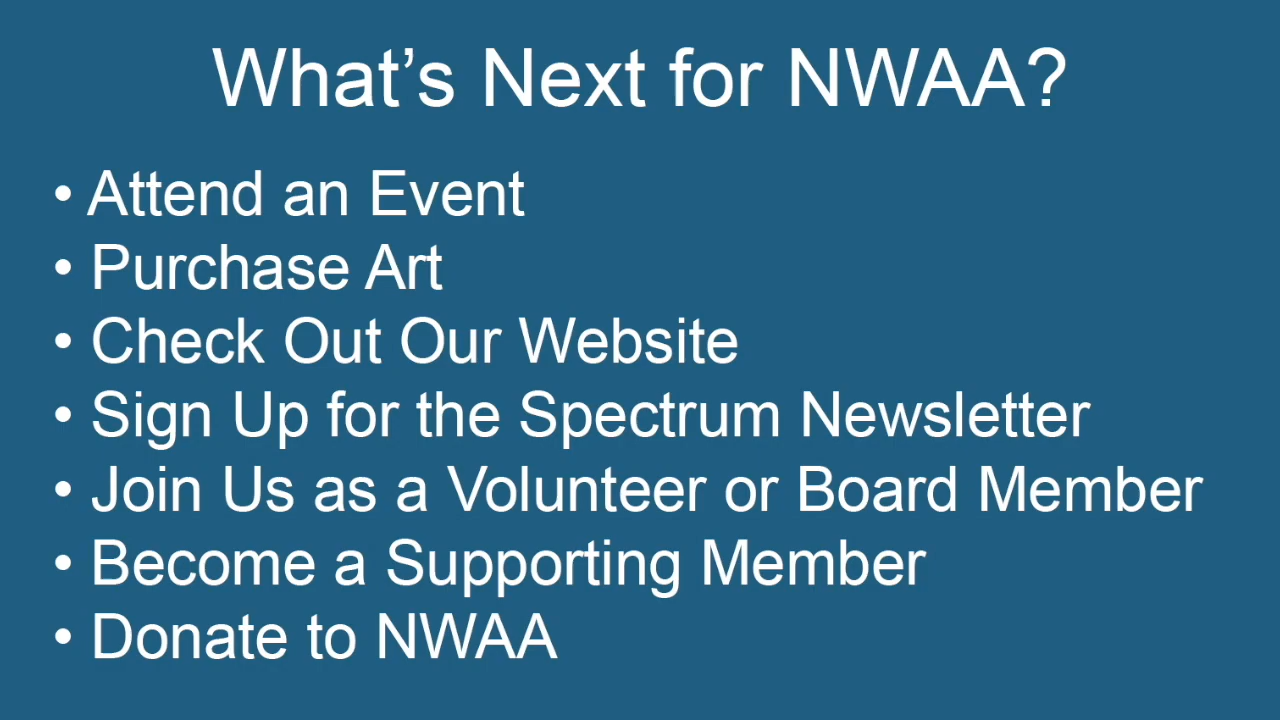 What’s Next for NWAA?
• Attend an Event
• Purchase Art
• Check Out Our Website
• Sign Up for the Spectrum Newsletter
• Join Us as a Volunteer or Board Member
• Become a Supporting Member
• Donate to NWAA